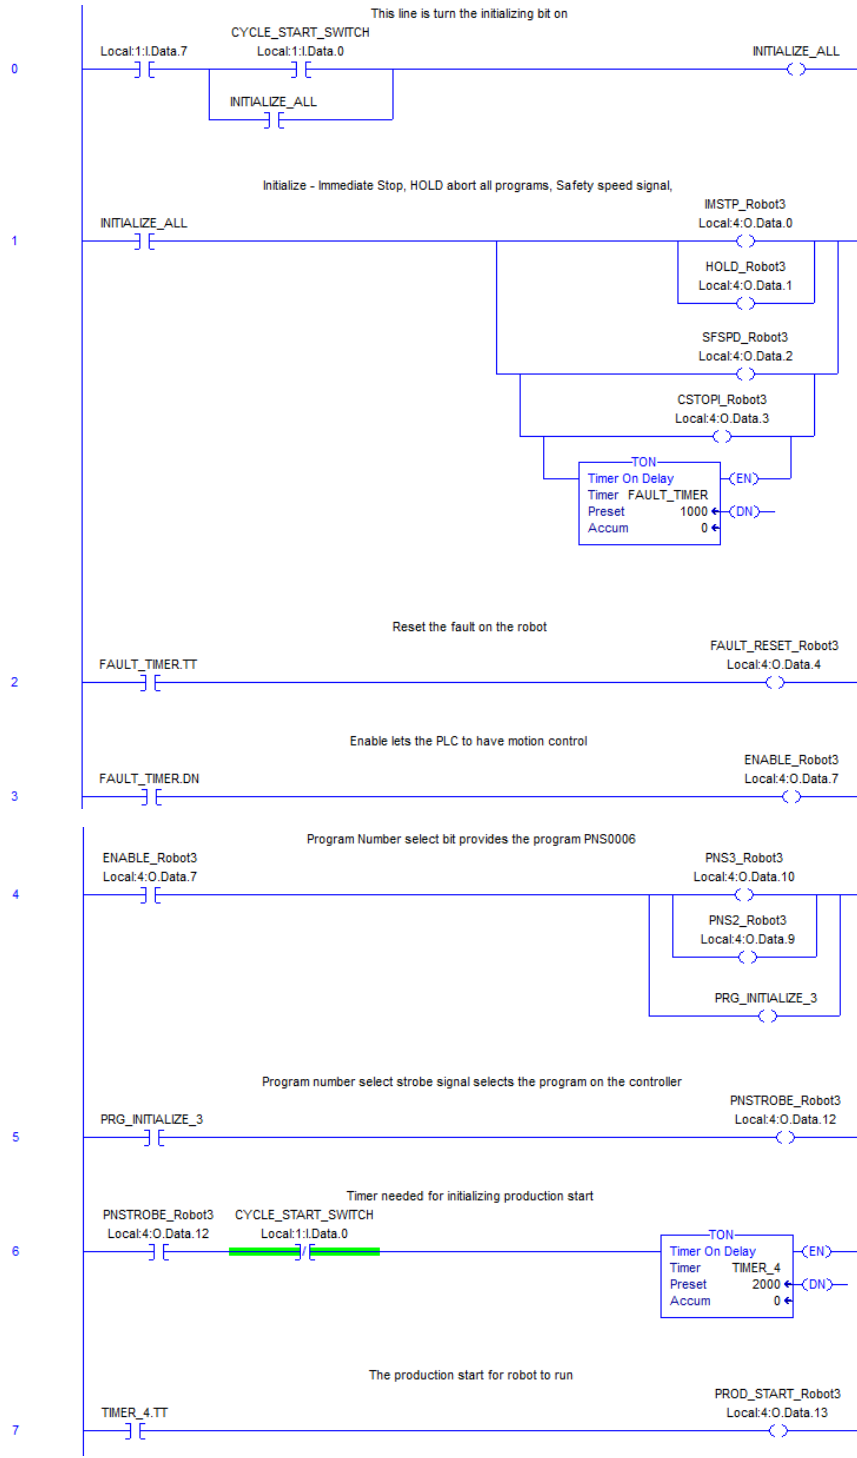 This line is turn the initializing bit on
CYCLE_START_SWITCH
Local:1:I.Data.7 Local:1:I.Data.0 INITIALIZE_ALL
0
INITIALIZE_ALL
Initialize - Immediate Stop, HOLD abort all programs, Safety speed signal,
IMSTP_Robot3
INITIALIZE_ALL Local:4:O.Data.0
1
HOLD_Robot3
Local:4:O.Data.1
SFSPD_Robot3
Local:4:O.Data.2
CSTOPI_Robot3
Local:4:O.Data.3
TON
Timer On Delay EN
Timer FAULT_TIMER
Preset 1000 DN
Accum 0
Reset the fault on the robot
FAULT_RESET_Robot3
FAULT_TIMER.TT Local:4:O.Data.4
2
Enable lets the PLC to have motion control
ENABLE_Robot3
FAULT_TIMER.DN Local:4:O.Data.7
3
Program Number select bit provides the program PNS0006
ENABLE_Robot3 PNS3_Robot3
Local:4:O.Data.7 Local:4:O.Data.10
4
PNS2_Robot3
Local:4:O.Data.9
PRG_INITIALIZE_3
Program number select strobe signal selects the program on the controller
PNSTROBE_Robot3
PRG_INITIALIZE_3 Local:4:O.Data.12
5
Timer needed for initializing production start
PNSTROBE_Robot3 CYCLE_START_SWITCH
Local:4:O.Data.12 Local:1:I.Data.0 TON
6 Timer On Delay EN
Timer TIMER_4
Preset 2000 DN
Accum 0
The production start for robot to run
PROD_START_Robot3
TIMER_4.TT Local:4:O.Data.13
7